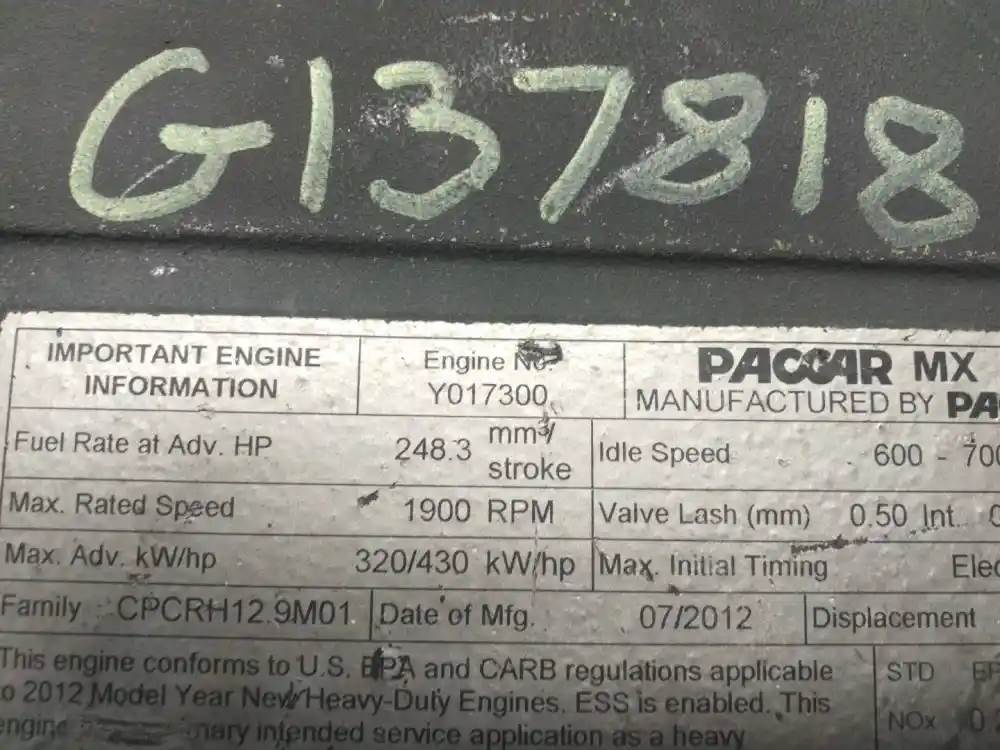 G137818
IMPORTANT ENGINE INFORMATION
Engine No.
Y017300
PACCAR MX
MANUFACTURED BY PA
Fuel Rate at Adv. HP 248.3 mm³/ stroke
Idle Speed 600 - 700
Max. Rated Speed 1900 RPM
Valve Lash (mm) 0.50 Int.
Max. Adv. kW/hp 320/430 kW/hp
Max. Initial Timing Elec
Family CPCRH12.9M01
Date of Mfg. 07/2012
Displacement
This engine conforms to U.S. EPA and CARB regulations applicable
to 2012 Model Year New Heavy-Duty Engines. ESS is enabled. This
engine intended service application as a heavy
STD
NOx